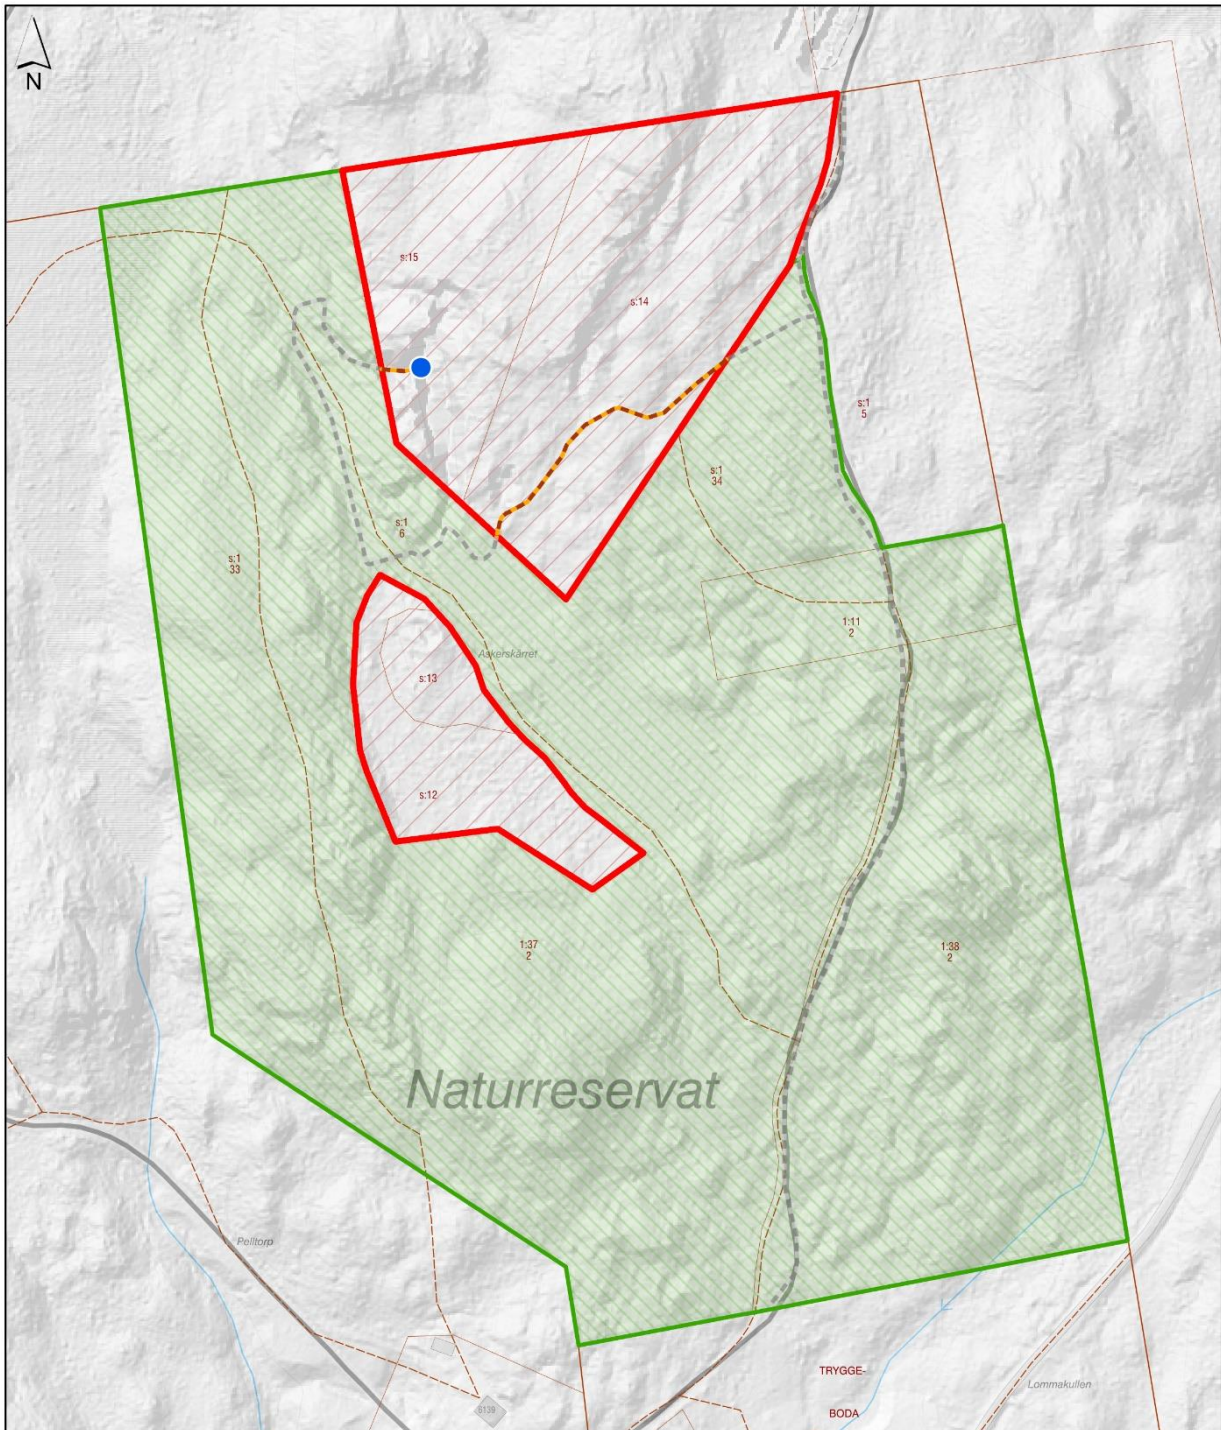 N
s:15
s:14
s:1
5
s:1
34
s:1
6
s:1
33
1:11
2
Askerskärret
s:13
s:12
1:37
2
1:38
2
Naturreservat
Pelltorp
TRYGGE-
Lommakullen
BODA
6139